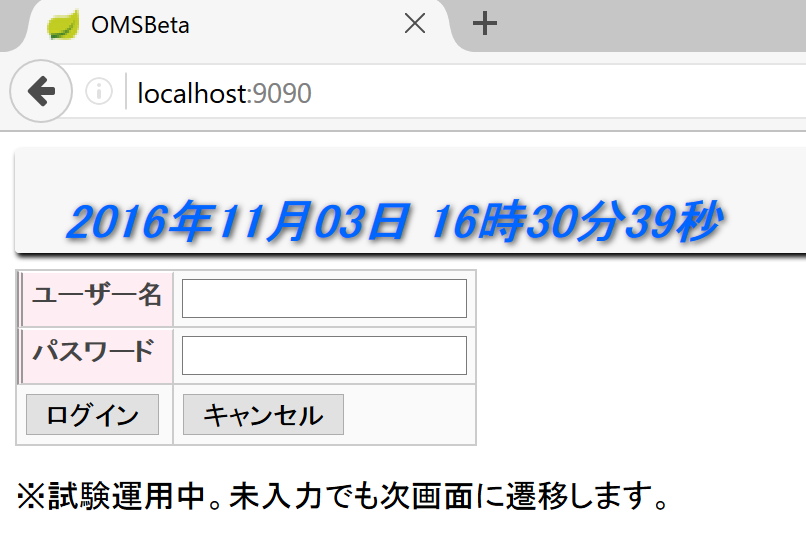 OMSBeta
localhost:9090
2016年11月03日 16時30分39秒
ユーザー名
パスワード
ログイン キャンセル
※試験運用中。未入力でも次画面に遷移します。